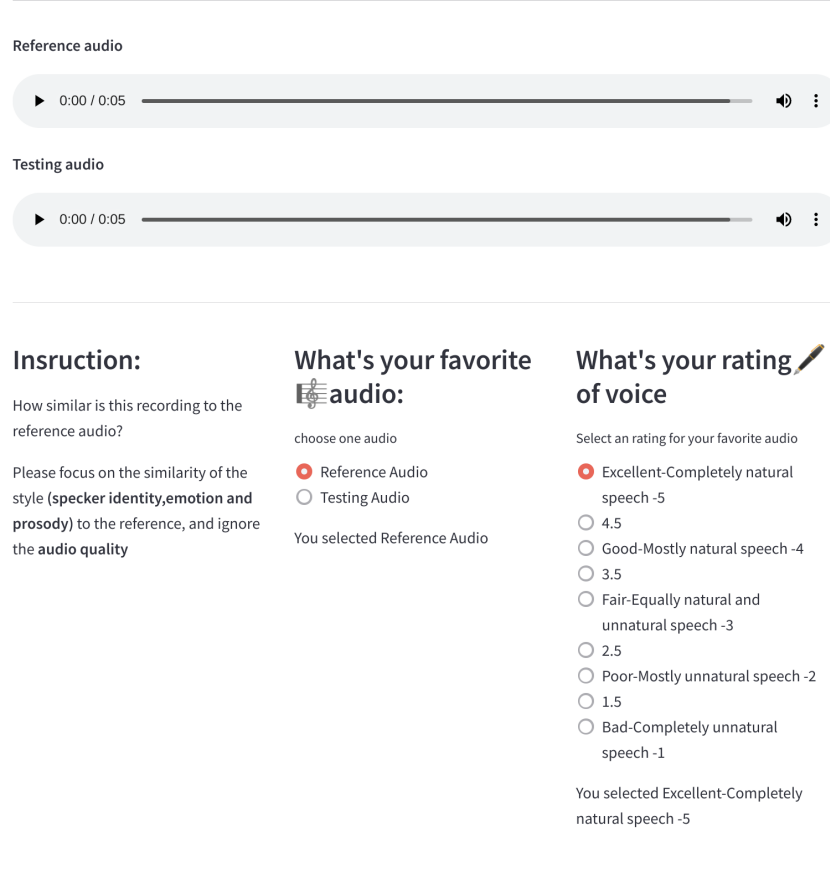 Reference audio
0:00 / 0:05
Testing audio
0:00 / 0:05
Insruction:
How similar is this recording to the
reference audio?
Please focus on the similarity of the
style (specker identity,emotion and
prosody) to the reference, and ignore
the audio quality
What's your favorite
audio:
choose one audio
Reference Audio
Testing Audio
You selected Reference Audio
What's your rating
of voice
Select an rating for your favorite audio
Excellent-Completely natural
speech -5
4.5
Good-Mostly natural speech -4
3.5
Fair-Equally natural and
unnatural speech -3
2.5
Poor-Mostly unnatural speech -2
1.5
Bad-Completely unnatural
speech -1
You selected Excellent-Completely
natural speech -5